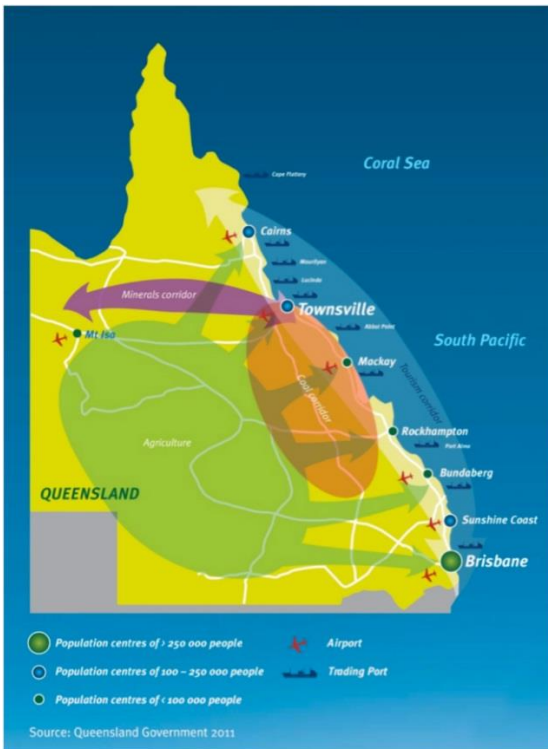 Coral Sea
Cape Flattery
Cairns
Mourilyan
Lucinda
Minerals corridor
Townsville
Abbot Point
South Pacific
Mt Isa
Mackay
Coal corridor
Tourism corridor
Rockhampton
Port Alma
Agriculture
Bundaberg
QUEENSLAND
Sunshine Coast
Brisbane
Population centres of > 250 000 people
Airport
Population centres of 100 – 250 000 people
Trading Port
Population centres of < 100 000 people
Source: Queensland Government 2011